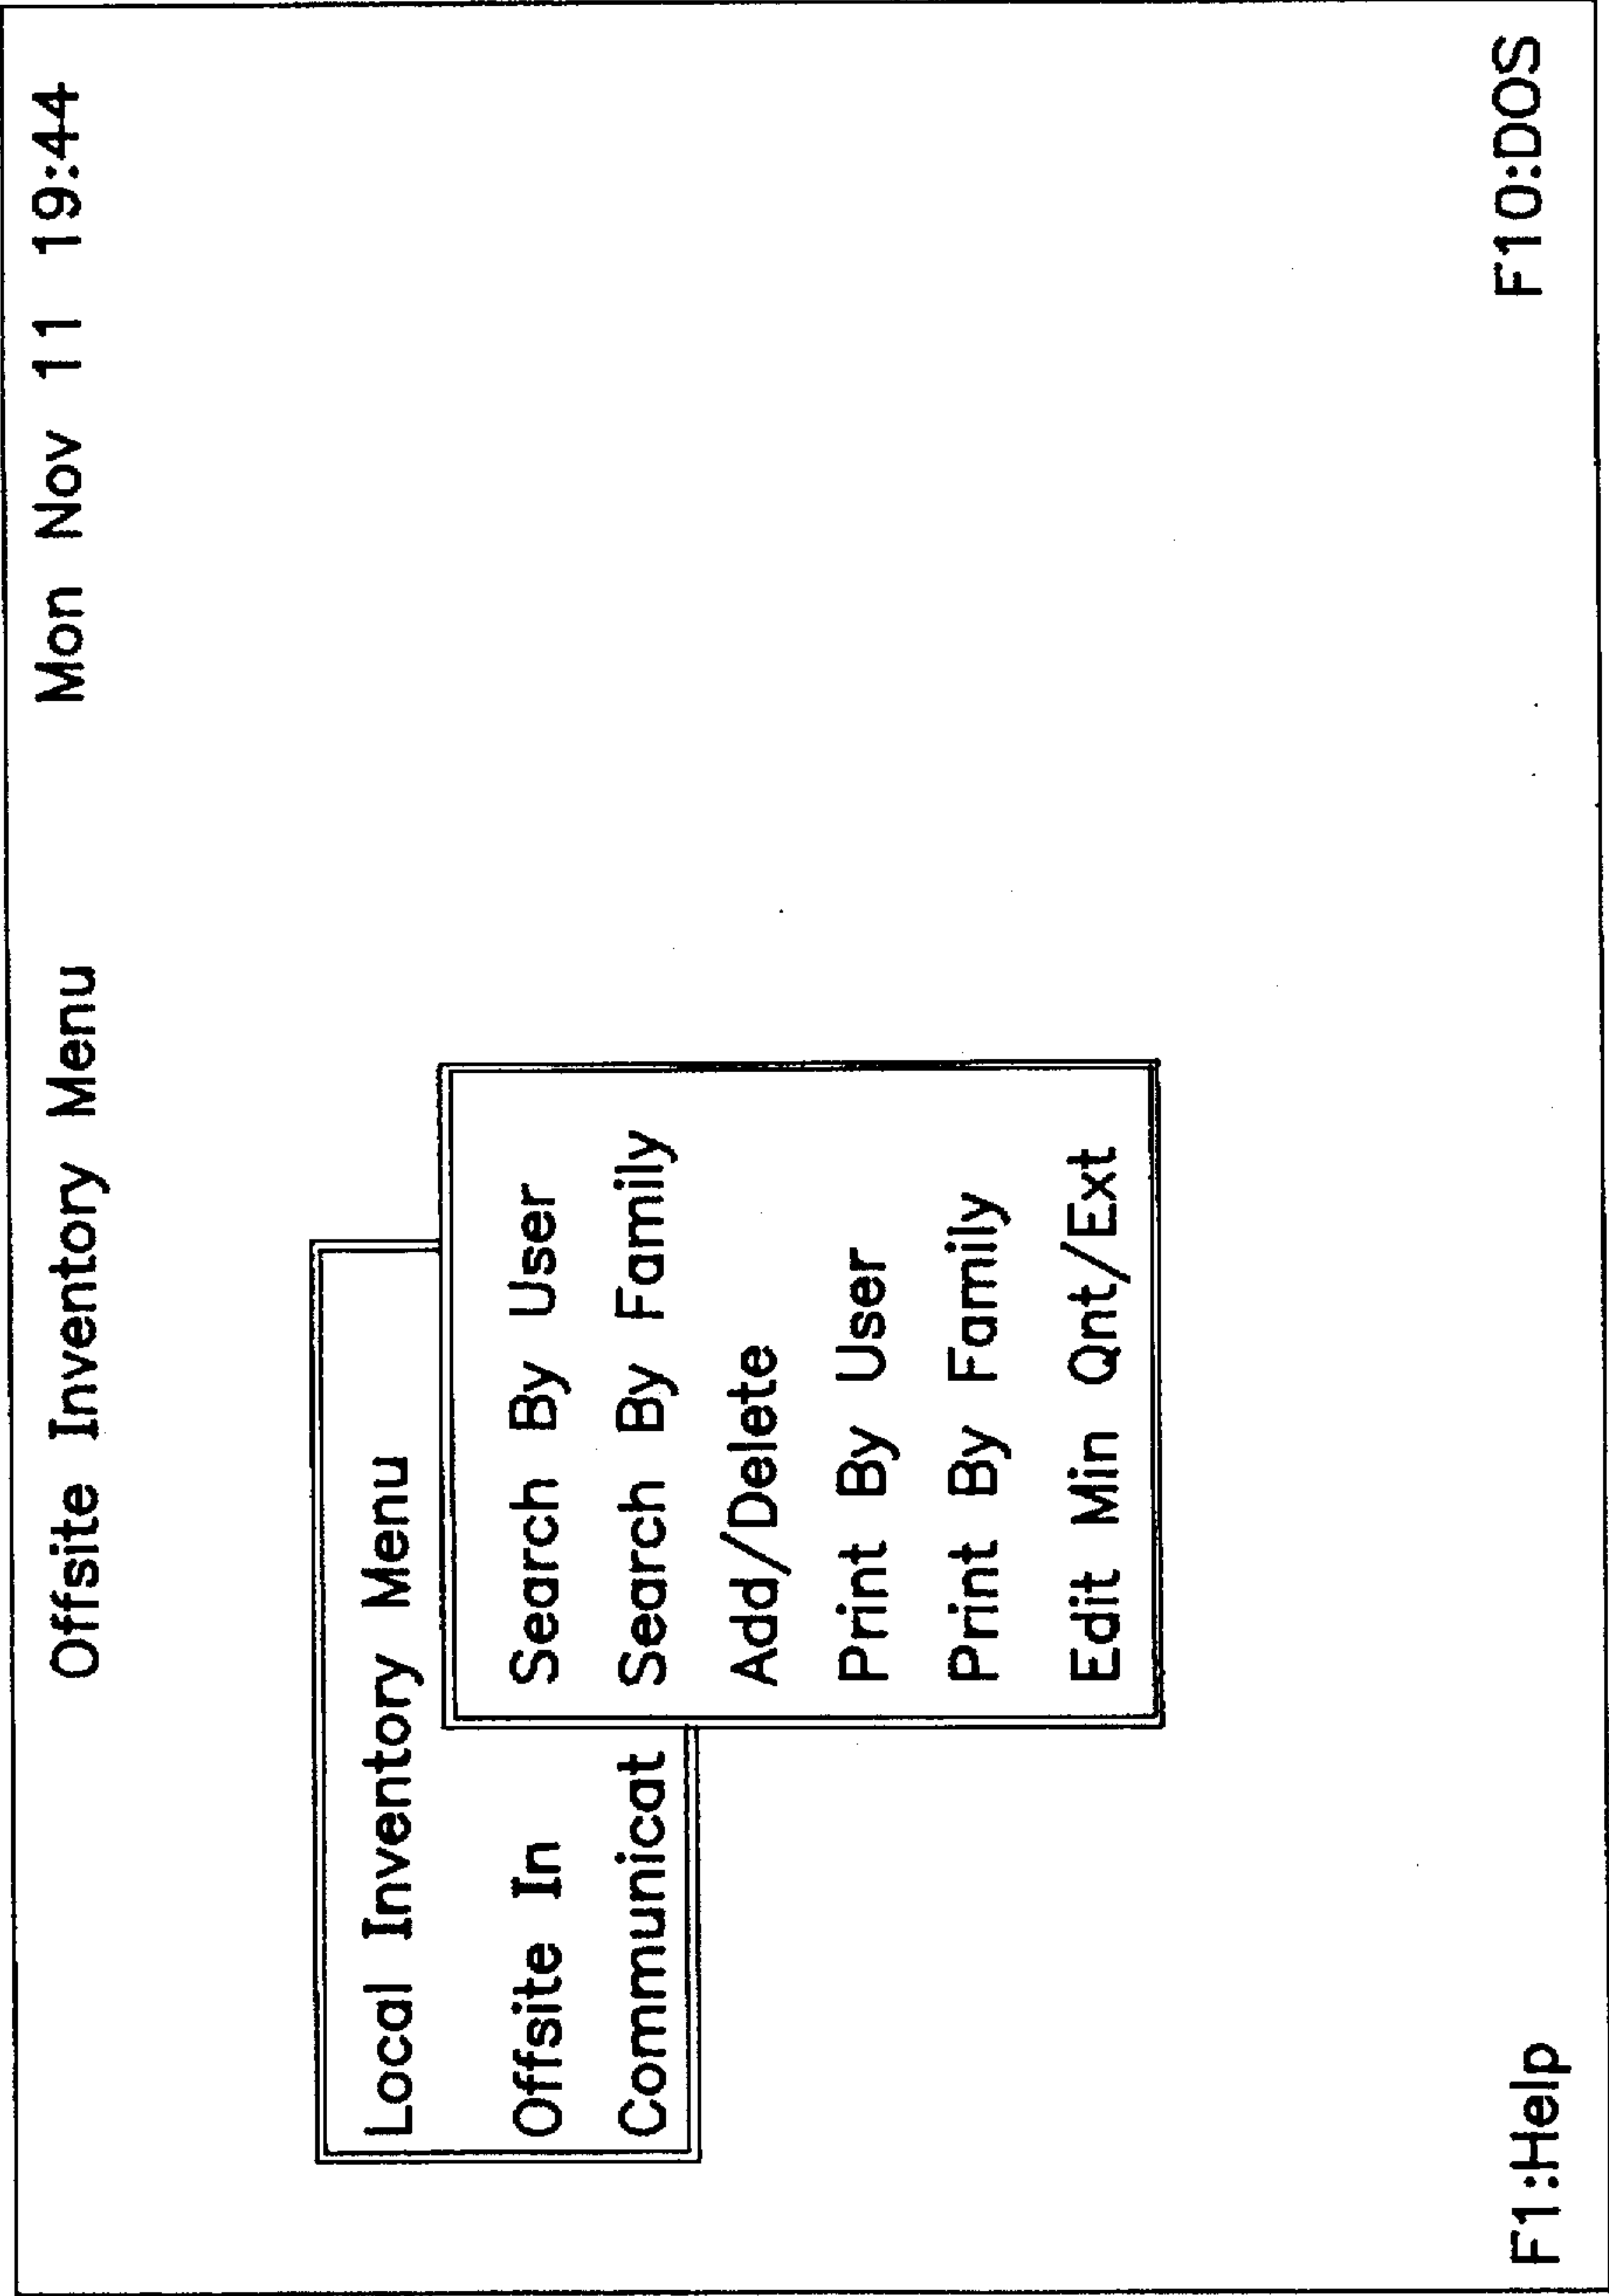 Offsite Inventory Menu Mon Nov 11 19:44
Local Inventory Menu
Offsite In
Communicat
Search By User
Search By Family
Add/Delete
Print By User
Print By Family
Edit Min Qnt/Ext
F1:Help F10:DOS